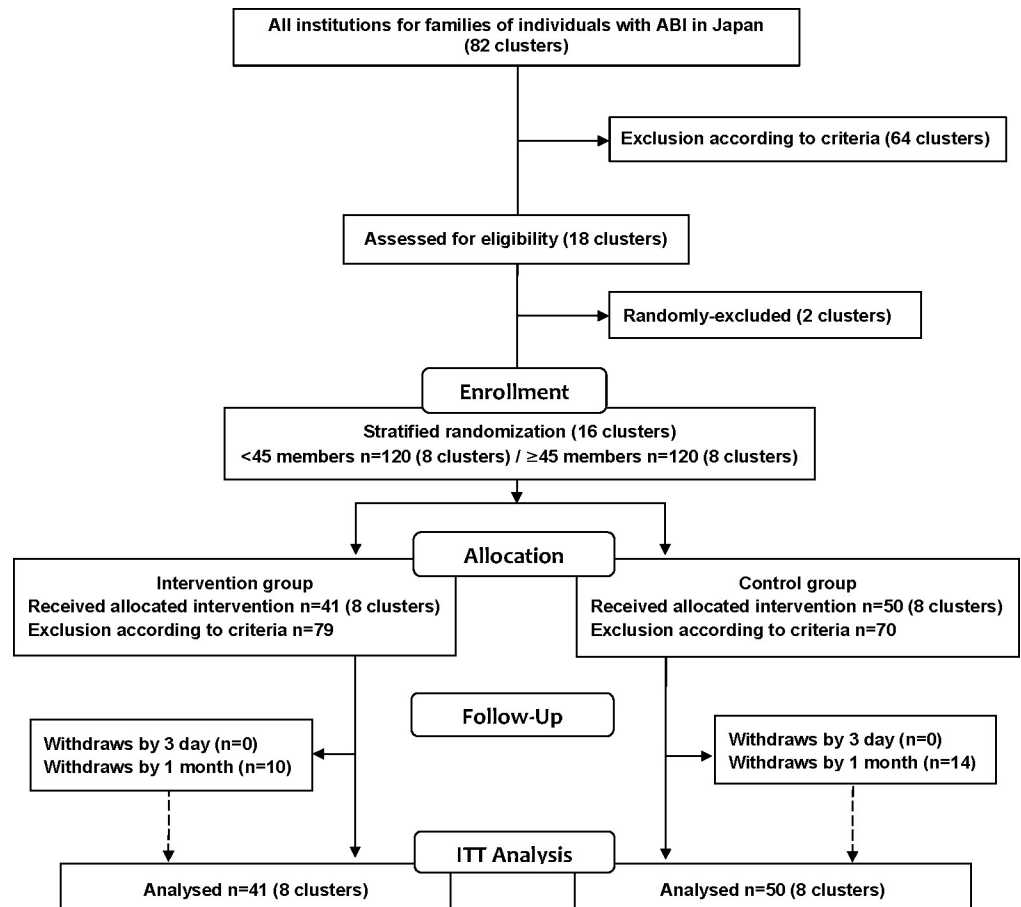 All institutions for families of individuals with ABI in Japan
(82 clusters)
Exclusion according to criteria (64 clusters)
Assessed for eligibility (18 clusters)
Randomly-excluded (2 clusters)
Enrollment
Stratified randomization (16 clusters)
<45 members n=120 (8 clusters) / ≥45 members n=120 (8 clusters)
Allocation
Intervention group
Received allocated intervention n=41 (8 clusters)
Exclusion according to criteria n=79
Control group
Received allocated intervention n=50 (8 clusters)
Exclusion according to criteria n=70
Follow-Up
Withdraws by 3 day (n=0)
Withdraws by 1 month (n=10)
Withdraws by 3 day (n=0)
Withdraws by 1 month (n=14)
ITT Analysis
Analysed n=41 (8 clusters)
Analysed n=50 (8 clusters)